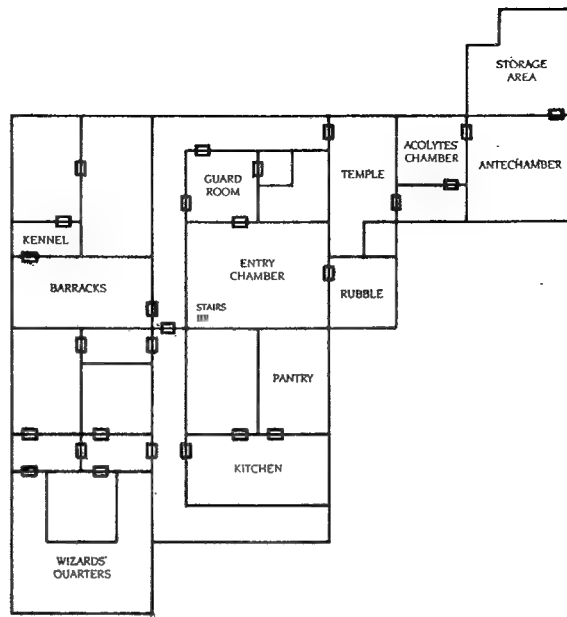 STORAGE
AREA
ACOLYTES'
CHAMBER
ANTECHAMBER
GUARD
ROOM
TEMPLE
KENNEL
ENTRY
CHAMBER
BARRACKS
RUBBLE
STAIRS
PANTRY
KITCHEN
WIZARDS'
QUARTERS